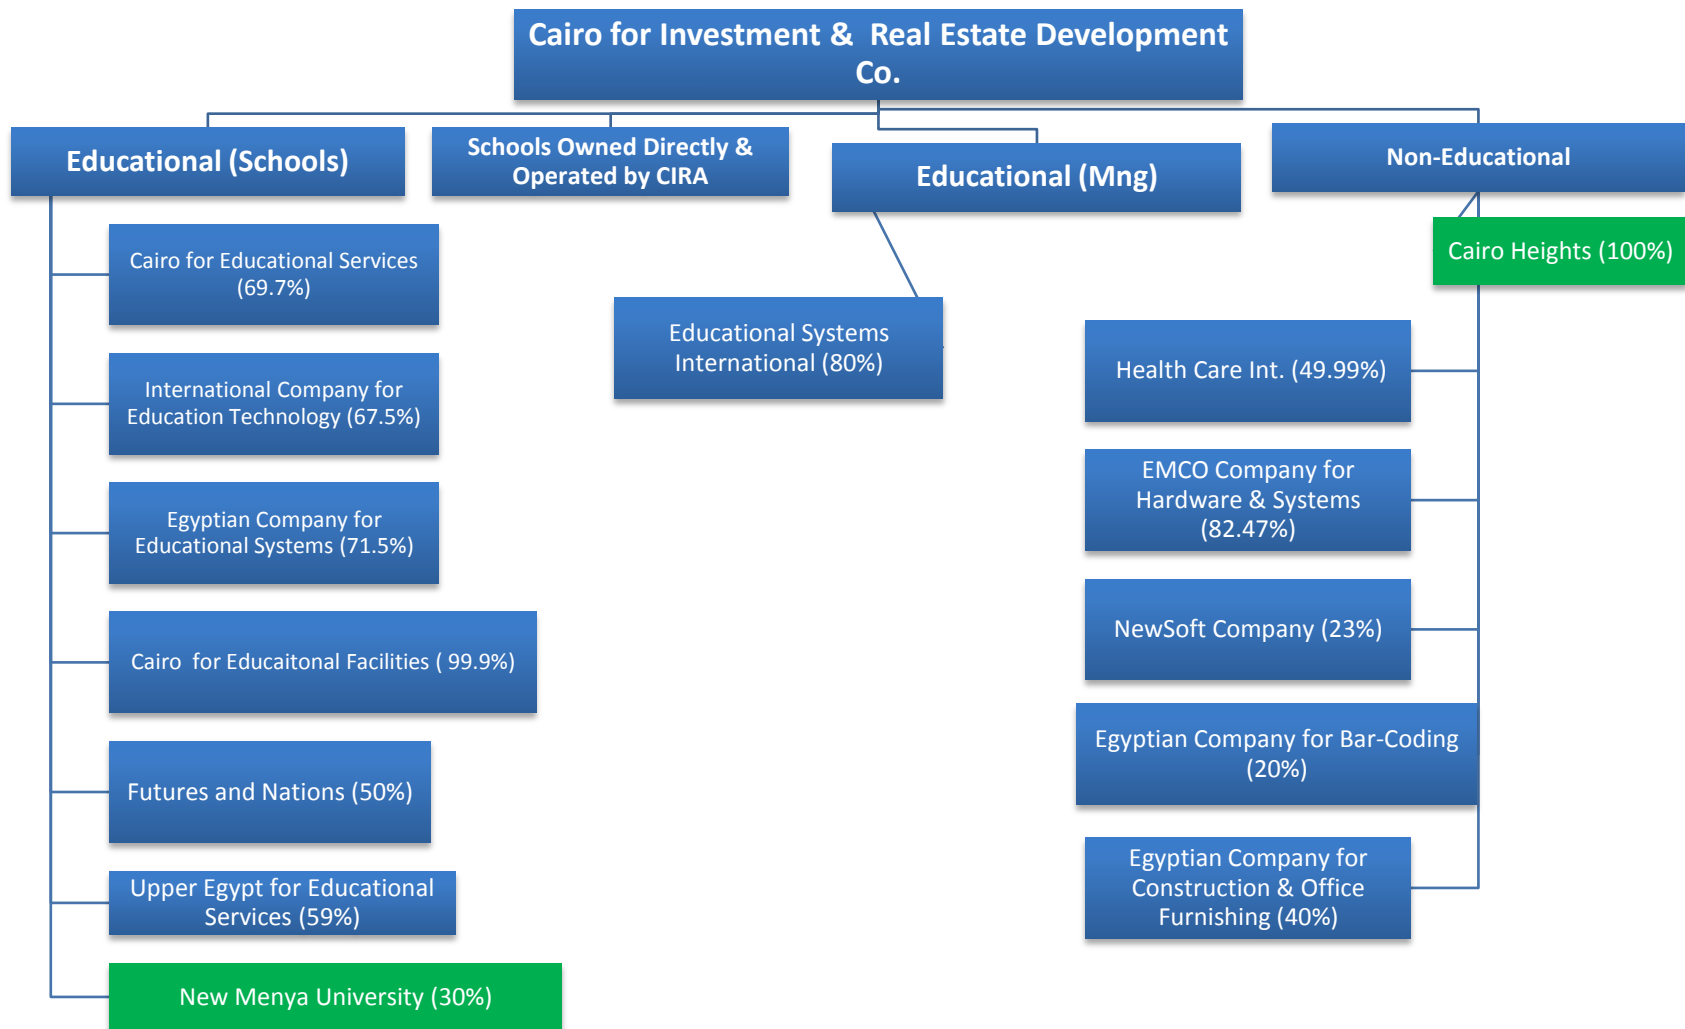 Cairo for Investment & Real Estate Development
Co.
Educational (Schools)
Schools Owned Directly &
Operated by CIRA
Educational (Mng)
Non-Educational
Cairo for Educational Services
(69.7%)
International Company for
Education Technology (67.5%)
Egyptian Company for
Educational Systems (71.5%)
Cairo for Educaitonal Facilities ( 99.9%)
Futures and Nations (50%)
Upper Egypt for Educational
Services (59%)
New Menya University (30%)
Educational Systems
International (80%)
Cairo Heights (100%)
Health Care Int. (49.99%)
EMCO Company for
Hardware & Systems
(82.47%)
NewSoft Company (23%)
Egyptian Company for Bar-Coding
(20%)
Egyptian Company for
Construction & Office
Furnishing (40%)